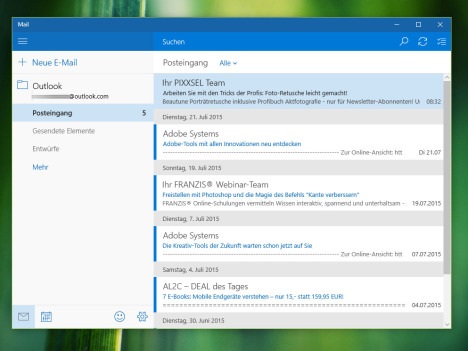 Mail
Suchen
+ Neue E-Mail
Posteingang
Alle
Outlook
@outlook.com
Posteingang 5
Gesendete Elemente
Entwürfe
Mehr
Ihr PIXXSEL Team
Arbeiten Sie mit den Tricks der Profis: Foto-Retusche leicht gemacht!
Beautune Porträtretusche inklusive Profibuch Aktfotografie - nur für Newsletter-Abonnenten! U 08:32
Dienstag, 21. Juli 2015
Adobe Systems
Adobe-Tools mit allen Innovationen neu entdecken
Zur Online-Ansicht: htt Di 21.07
Sonntag, 19. Juli 2015
Ihr FRANZIS® Webinar-Team
Freistellen mit Photoshop und die Magie des Befehls "Kante verberssern"
FRANZIS® Online-Schulungen vermitteln Wissen interaktiv, spannend und unterhaltsam - 19.07.2015
Dienstag, 7. Juli 2015
Adobe Systems
Die Kreativ-Tools der Zukunft warten schon jetzt auf Sie
Zur Online-Ansicht: htt 07.07.2015
Samstag, 4. Juli 2015
AL2C – DEAL des Tages
7 E-Books: Mobile Endgeräte verstehen – nur 15,- statt 159,95 EUR!
04.07.2015
Dienstag, 30. Juni 2015